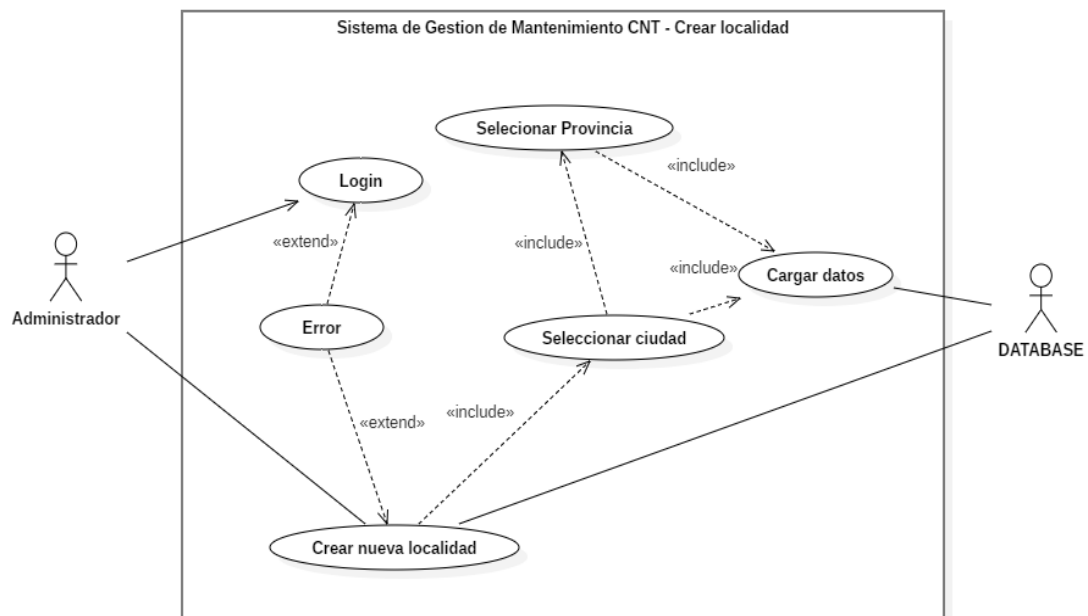 Sistema de Gestion de Mantenimiento CNT - Crear localidad
Selecionar Provincia
«include»
Login
«extend»
«include»
«include»
Cargar datos
Administrador
Error
Seleccionar ciudad
DATABASE
«extend»
«include»
Crear nueva localidad